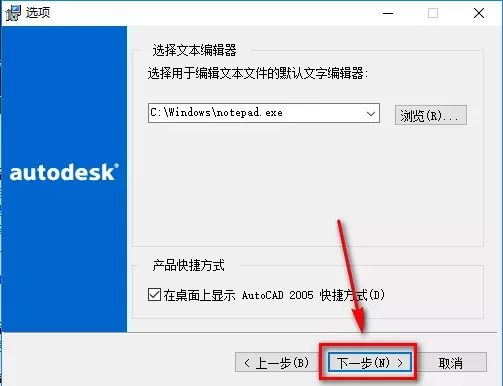 选项
选择文本编辑器
选择用于编辑文本文件的默认文字编辑器:
C:\Windows\notepad.exe
浏览(R)...
autodesk®
产品快捷方式
在桌面上显示 AutoCAD 2005 快捷方式(D)
< 上一步(B)
下一步(N) >
取消